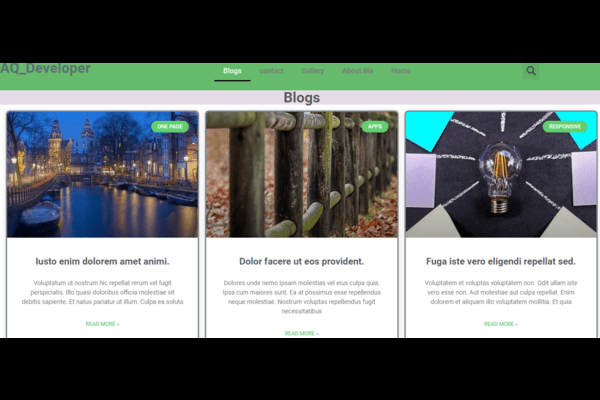 AQ_Developer
Blogs contact Gallery About Me Home
Blogs
ONE PAGE
APPS
RESPONSIVE
Iusto enim dolorem amet animi.
Voluptatum ut nostrum hic repellat rerum vel fugit
perspiciatis. Illo quasi doloribus officia molestiae sit
debitis sapiente. Et natus pariatur ut illum. Culpa ea soluta
READ MORE »
Dolor facere ut eos provident.
Dolores unde nemo ipsam molestias vel eius culpa quia.
Ipsa cum maiores sunt. Ea at possimus esse repellendus
neque molestiae. Nostrum voluptas repellendus fugit
necessitatibus
READ MORE »
Fuga iste vero eligendi repellat sed.
Voluptatem et voluptas voluptatem non. Odit ullam iste
vero esse non. Aut molestiae aut culpa repellat. Enim
dolorem et aliquam illo voluptatem mollitia. Et quia
READ MORE »